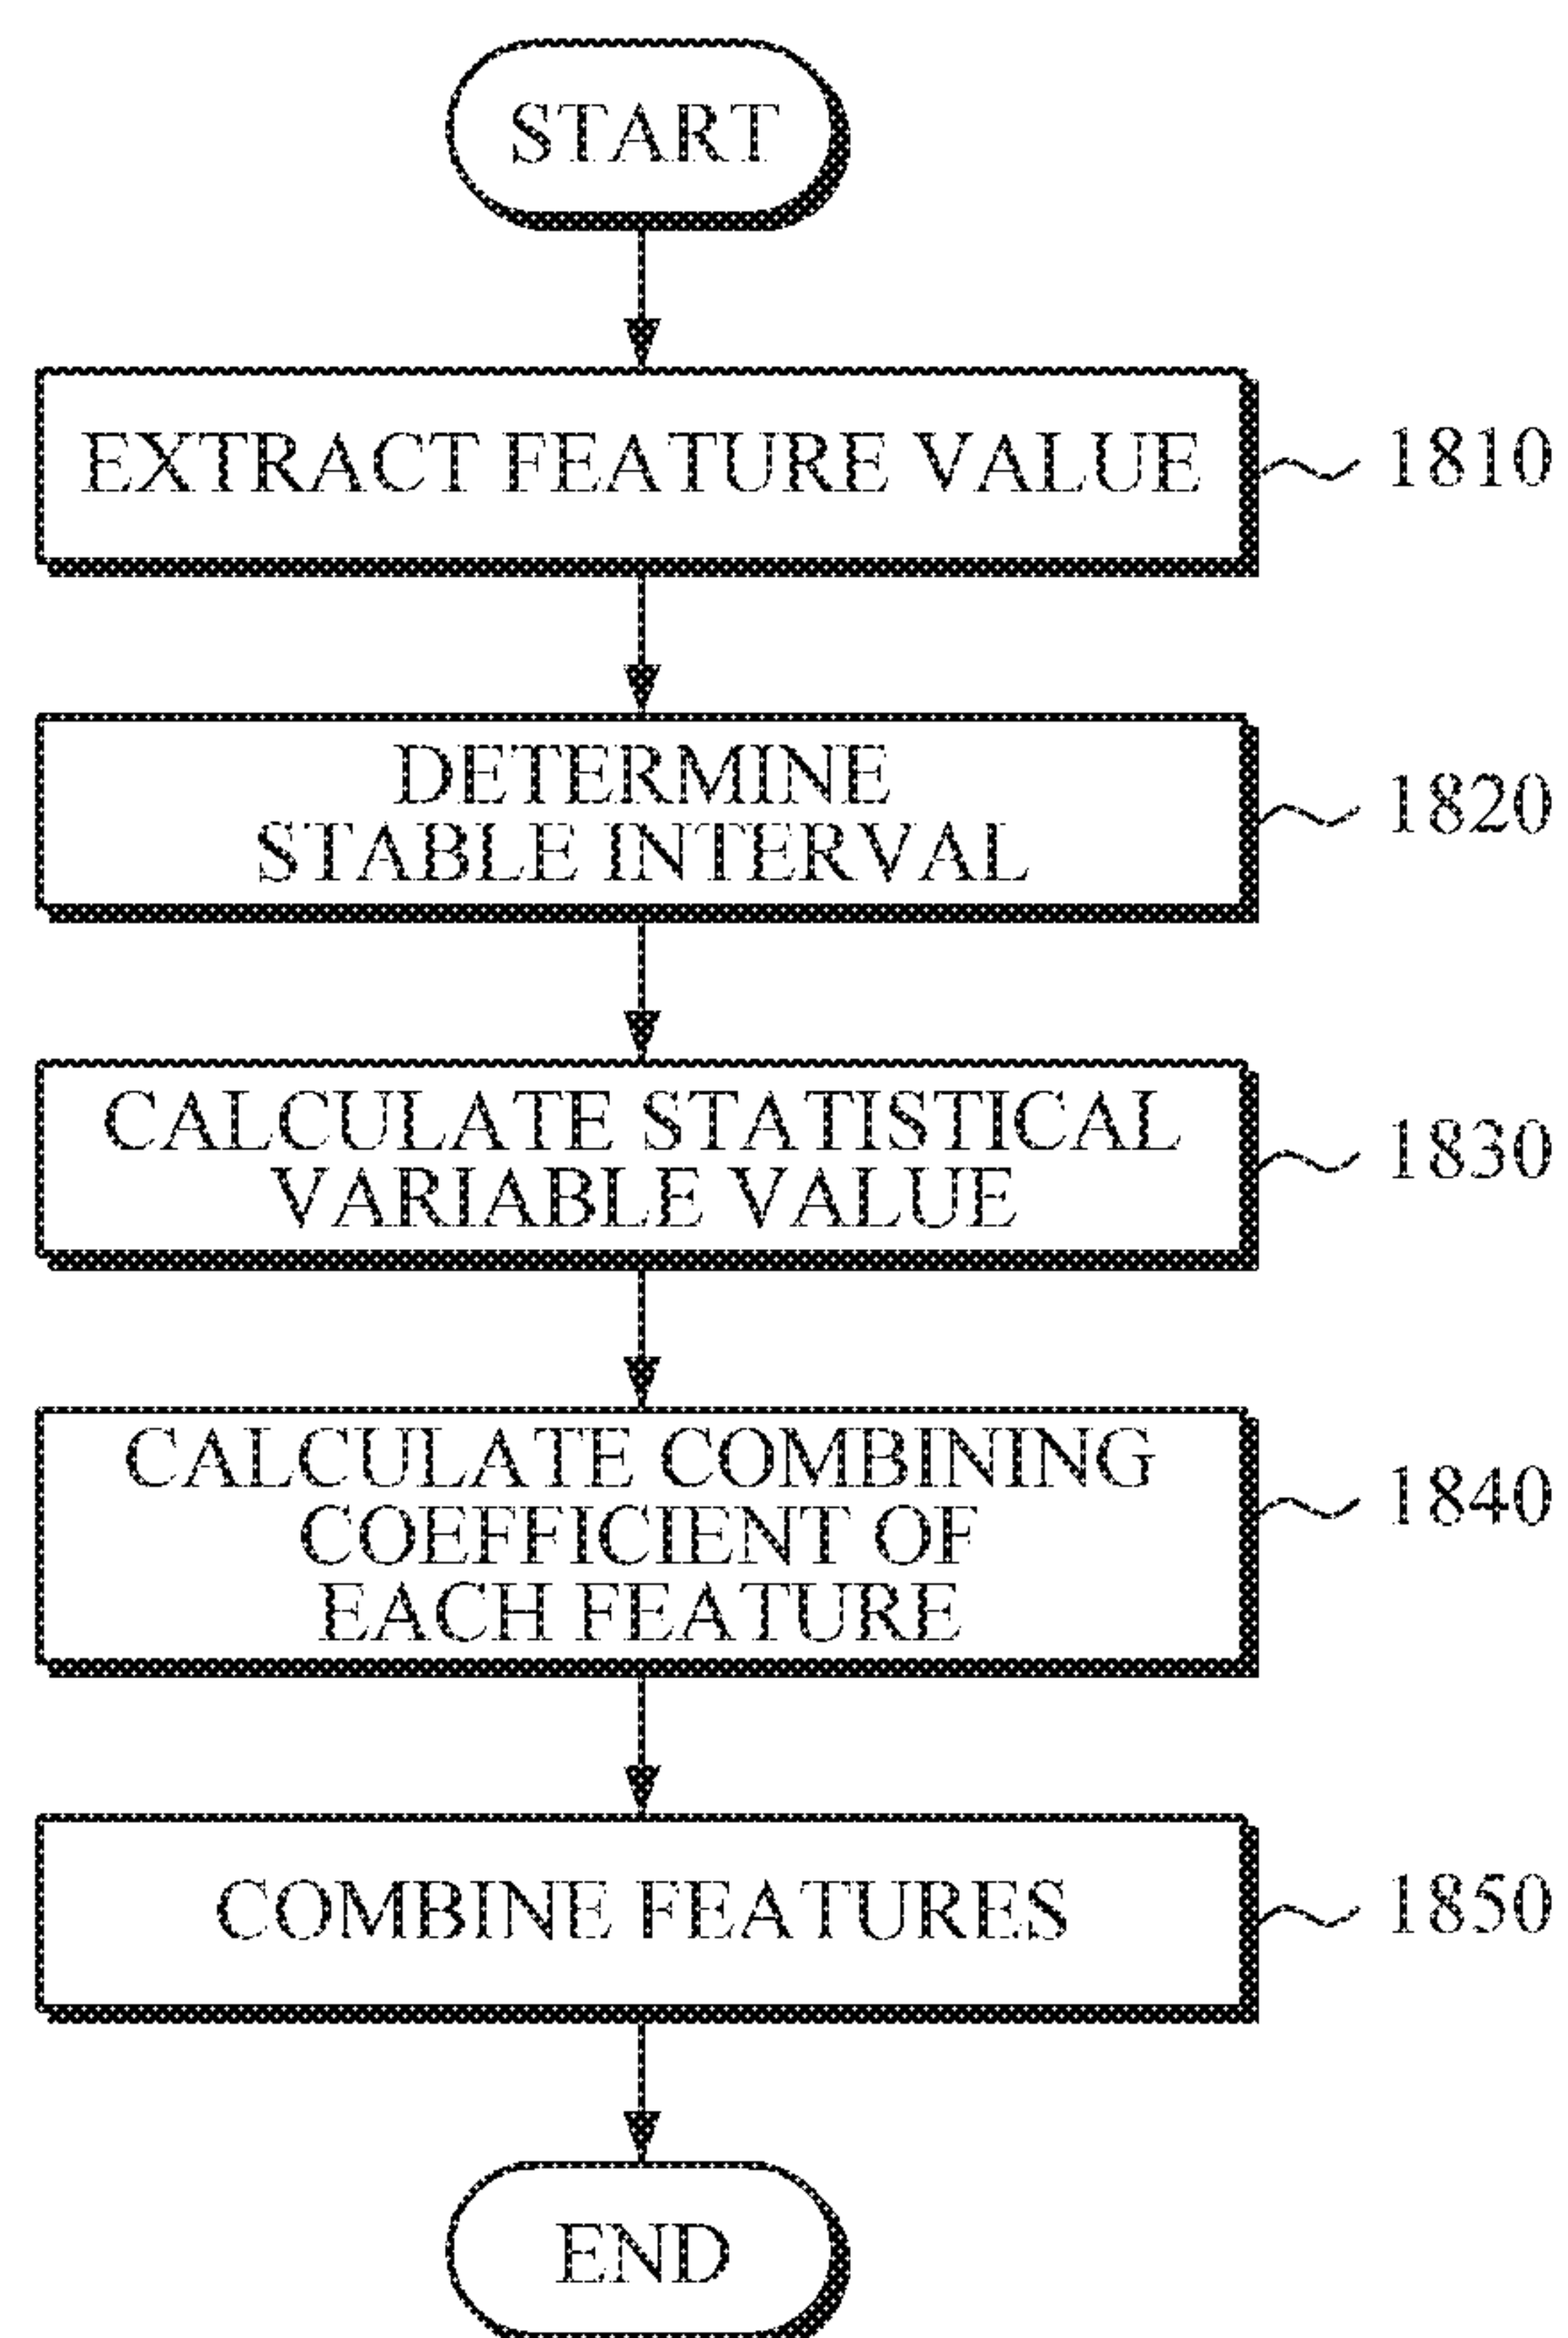 START
EXTRACT FEATURE VALUE
1810
DETERMINE
STABLE INTERVAL
1820
CALCULATE STATISTICAL
VARIABLE VALUE
1830
CALCULATE COMBINING
COEFFICIENT OF
EACH FEATURE
1840
COMBINE FEATURES
1850
END